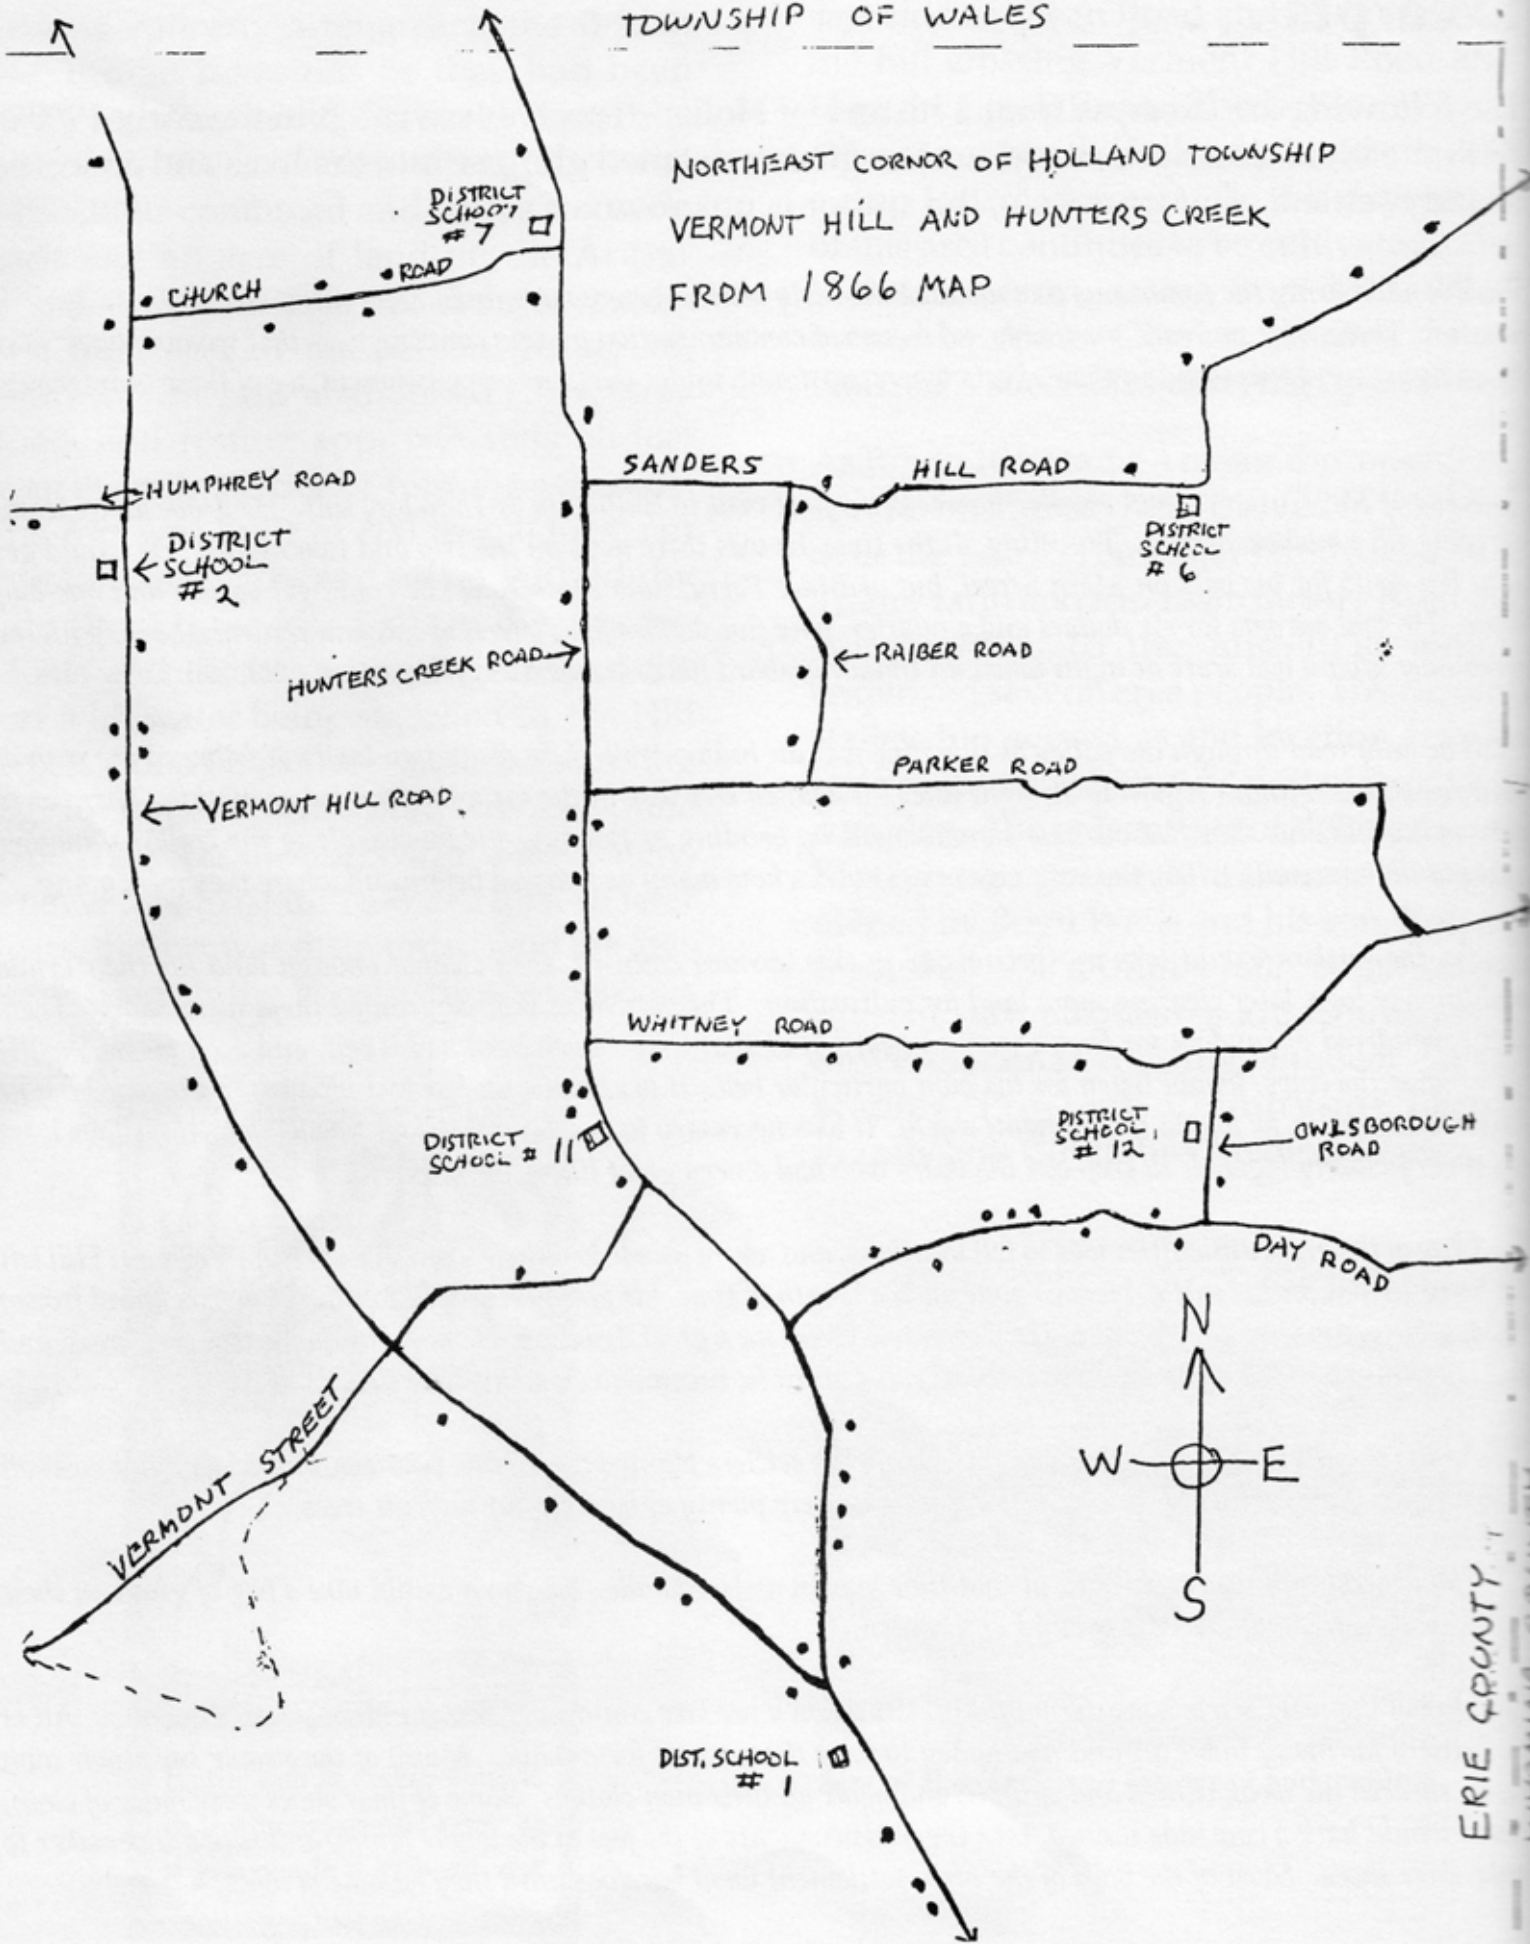 TOWNSHIP OF WALES
NORTHEAST CORNOR OF HOLLAND TOWNSHIP
VERMONT HILL AND HUNTERS CREEK
FROM 1866 MAP
DISTRICT
SCHOOL
# 7
CHURCH ROAD
HUMPHREY ROAD
SANDERS HILL ROAD
DISTRICT
SCHOOL
# 2
DISTRICT
SCHOOL
# 6
HUNTERS CREEK ROAD
RAIBER ROAD
PARKER ROAD
VERMONT HILL ROAD
WHITNEY ROAD
DISTRICT
SCHOOL # 11
DISTRICT
SCHOOL
# 12
OWLSBOROUGH
ROAD
DAY ROAD
VERMONT STREET
N
W E
S
DIST. SCHOOL
# 1
ERIE COUNTY